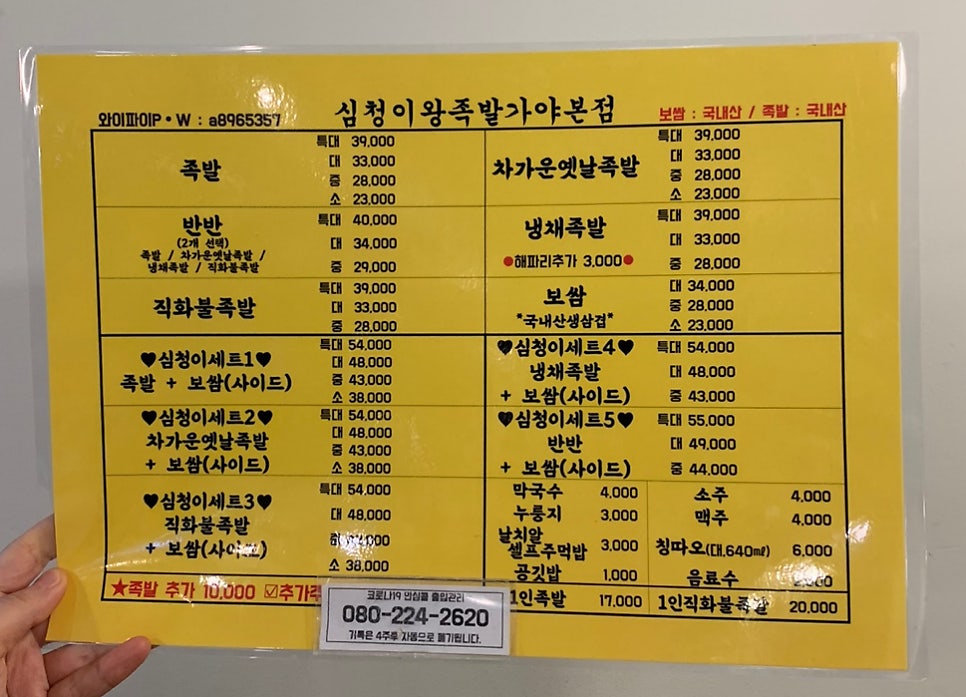 와이파이P • W : a8965357
심청이왕족발가야본점
보쌈 : 국내산 / 족발 : 국내산
족발
특대 39,000
대 33,000
중 28,000
소 23,000
차가운옛날족발
특대 39,000
대 33,000
중 28,000
소 23,000
반반
(2개 선택)
족발 / 차가운옛날족발 /
냉채족발 / 직화불족발
특대 40,000
대 34,000
중 29,000
냉채족발
●해파리추가 3,000●
특대 39,000
대 33,000
중 28,000
직화불족발
특대 39,000
대 33,000
중 28,000
보쌈
*국내산생삼겹*
대 34,000
중 28,000
소 23,000
♥심청이세트1♥
족발 + 보쌈(사이드)
특대 54,000
대 48,000
중 43,000
소 38,000
♥심청이세트4♥
냉채족발
+ 보쌈(사이드)
특대 54,000
대 48,000
중 43,000
♥심청이세트2♥
차가운옛날족발
+ 보쌈(사이드)
특대 54,000
대 48,000
중 43,000
소 38,000
♥심청이세트5♥
반반
+ 보쌈(사이드)
특대 55,000
대 49,000
중 44,000
♥심청이세트3♥
직화불족발
+ 보쌈(사이드)
특대 54,000
대 48,000
소 38,000
막국수 4,000
누룽지 3,000
날치알
셀프주먹밥 3,000
공깃밥 1,000
소주 4,000
맥주 4,000
칭따오(대.640㎖) 6,000
음료수
★족발 추가 10,000 ☑추가주
1인족발 17,000
1인직화불족발 20,000
코로나19 안심콜 출입관리
080-224-2620
기록은 4주후 자동으로 폐기됩니다.